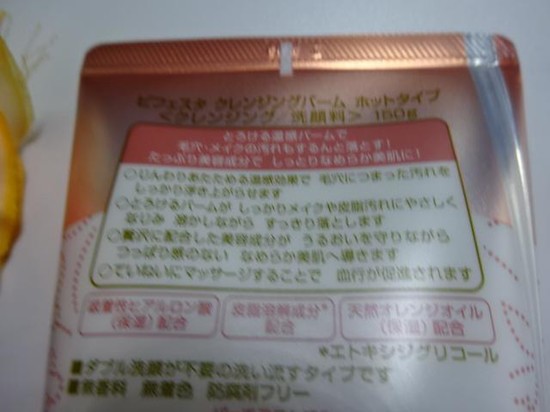 ビフェスタ クレンジングバーム ホットタイプ
<クレンジング 洗顔料> 150g
とろける温感バームで
毛穴・メイクの汚れもするんと落とす!
たっぷり美容成分で しっとりなめらか美肌に!
○じんわりあたためる温感効果で 毛穴につまった汚れを
しっかり浮き上がらせます
○とろけるバームが しっかりメイクや皮脂汚れにやさしく
なじみ 溶かしながら すっきり落とします
○贅沢に配合した美容成分が うるおいを守りながら
つっぱり感のない なめらか美肌へ導きます
○ていねいにマッサージすることで 血行が促進されます
吸着型ヒアルロン酸
(保湿)配合
皮脂溶解成分*
配合
天然オレンジオイル
(保湿)配合
*エトキシジグリコール
■ダブル洗顔が不要の洗い流すタイプです
■無香料 無着色 防腐剤フリー